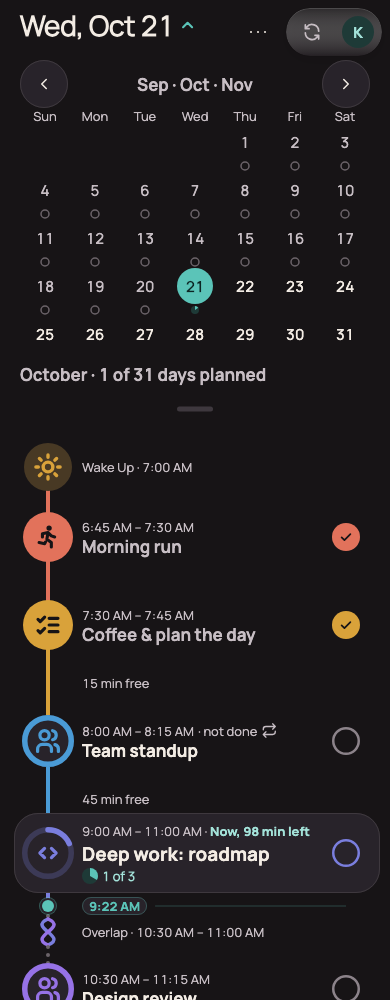 Wed, Oct 21
...
K
Sep · Oct · Nov
Sun Mon Tue Wed Thu Fri Sat
1 2 3
4 5 6 7 8 9 10
11 12 13 14 15 16 17
18 19 20 21 22 23 24
25 26 27 28 29 30 31
October · 1 of 31 days planned
Wake Up · 7:00 AM
6:45 AM – 7:30 AM
Morning run
7:30 AM – 7:45 AM
Coffee & plan the day
15 min free
8:00 AM – 8:15 AM · not done
Team standup
45 min free
9:00 AM – 11:00 AM · Now, 98 min left
Deep work: roadmap
1 of 3
9:22 AM
Overlap · 10:30 AM – 11:00 AM
10:30 AM – 11:15 AM
Design review